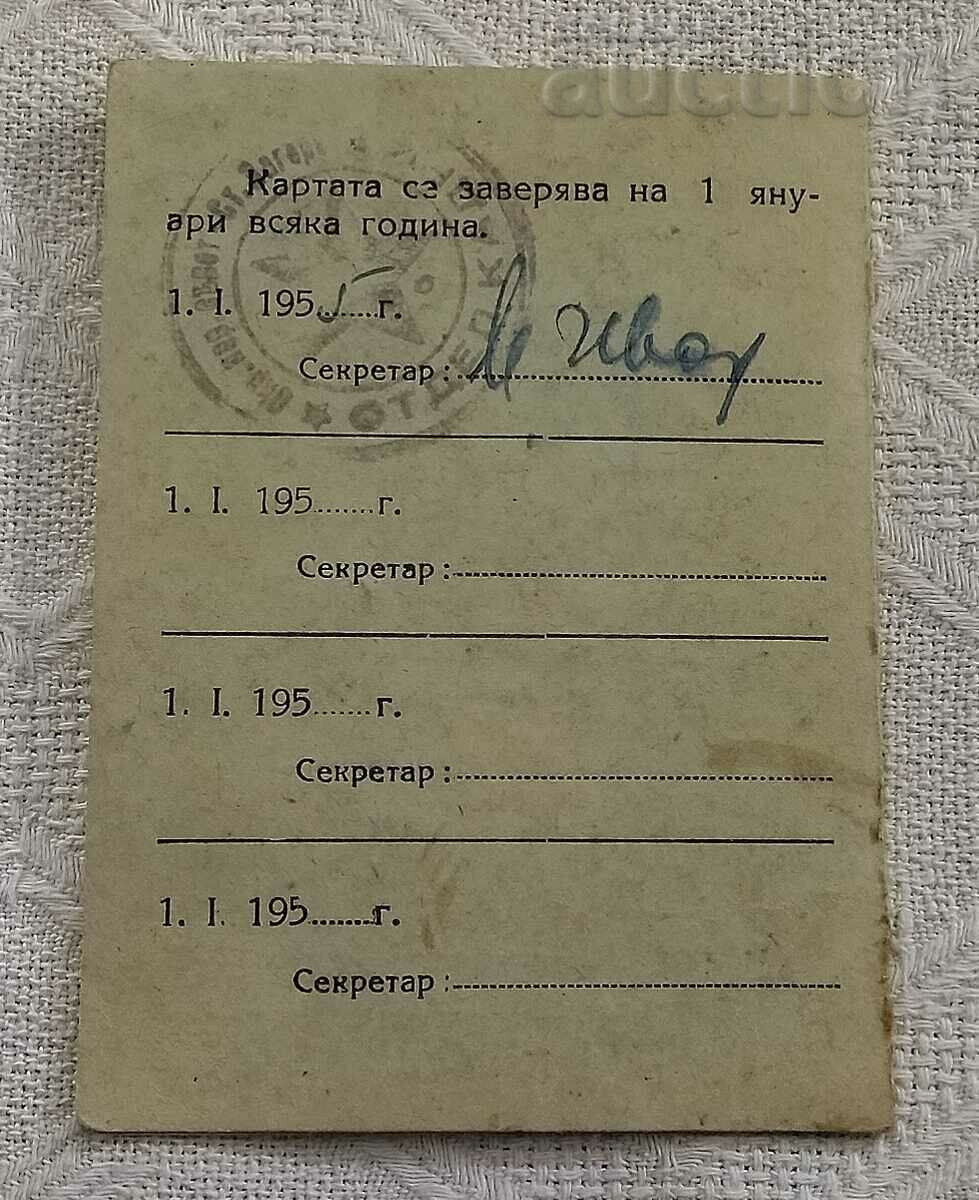 auctio
Картата се заверява на 1 яну-
ари всяка година.
1. I. 1955 г.
Секретар:
1. I. 195.......г.
Секретар:
1. I. 195.......г.
Секретар:
1. I. 195.......г.
Секретар: